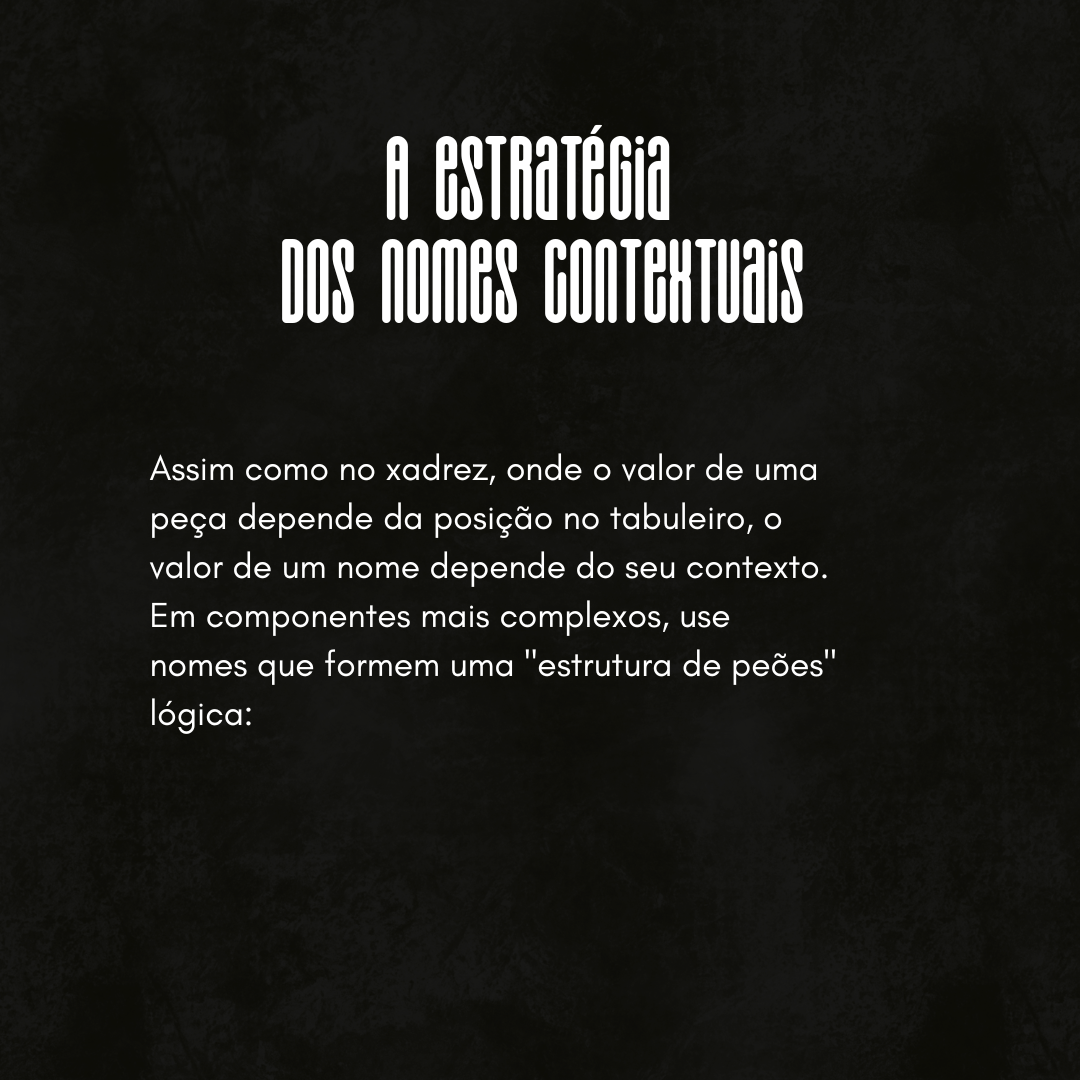 A ESTRATÉGIA
DOS NOMES CONTEXTUAIS
Assim como no xadrez, onde o valor de uma
peça depende da posição no tabuleiro, o
valor de um nome depende do seu contexto.
Em componentes mais complexos, use
nomes que formem uma "estrutura de peões"
lógica: